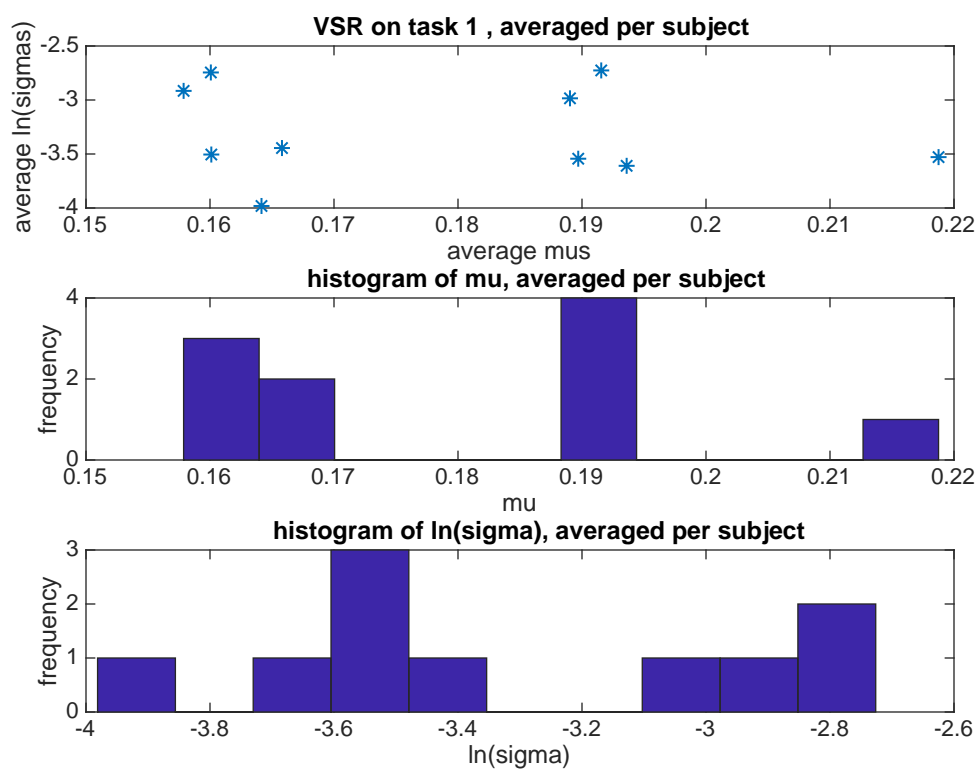 VSR on task 1 , averaged per subject
average ln(sigmas)
-2.5
-3
-3.5
-4
0.15 0.16 0.17 0.18 0.19 0.2 0.21 0.22
average mus
histogram of mu, averaged per subject
frequency
4
2
0
0.15 0.16 0.17 0.18 0.19 0.2 0.21 0.22
mu
histogram of ln(sigma), averaged per subject
frequency
3
2
1
0
-4 -3.8 -3.6 -3.4 -3.2 -3 -2.8 -2.6
ln(sigma)